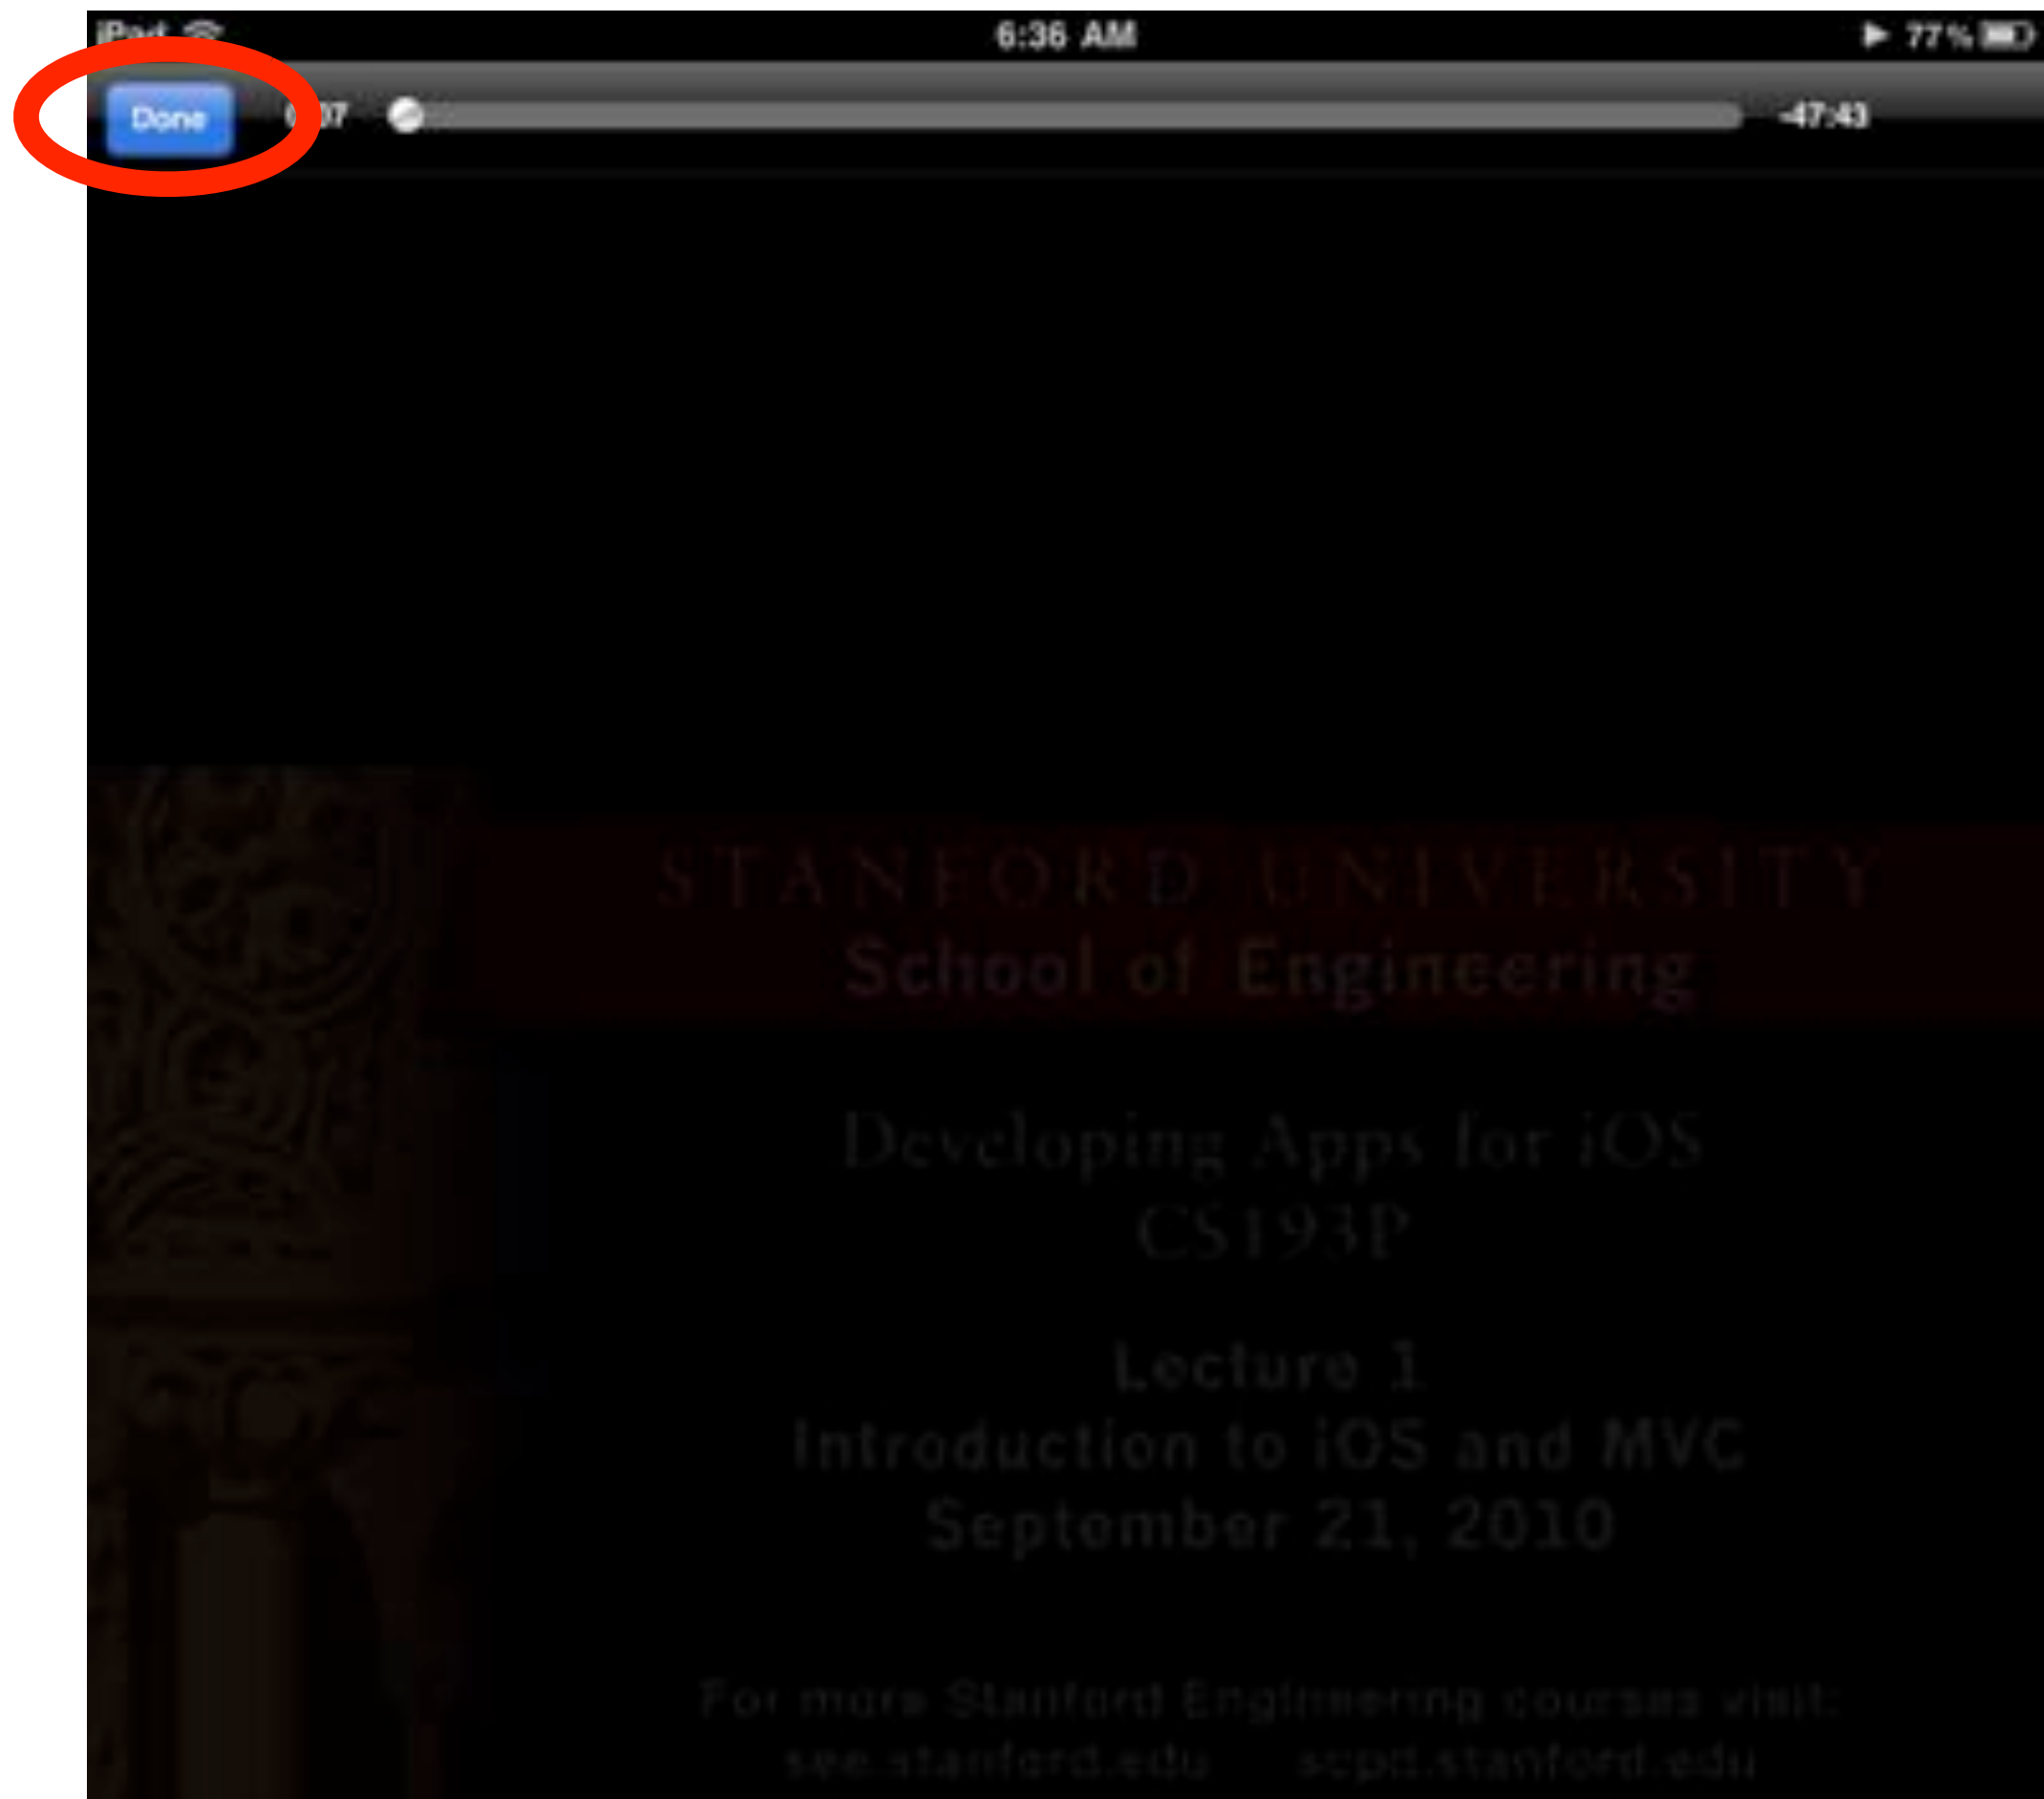 iPad 6:36 AM 77%
Done 0:07 -47:43
STANFORD UNIVERSITY
School of Engineering
Developing Apps for iOS
CS193P
Lecture 1
Introduction to iOS and MVC
September 21, 2010
For more Stanford Engineering courses visit:
see.stanford.edu scpd.stanford.edu